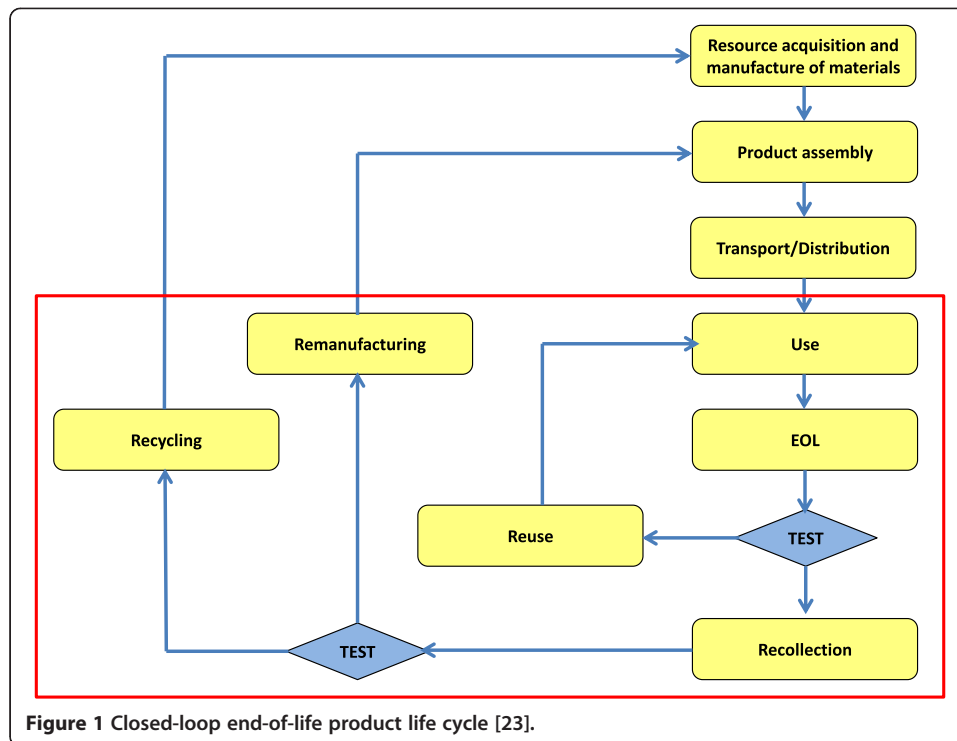 Resource acquisition and
manufacture of materials
Product assembly
Transport/Distribution
Remanufacturing
Use
Recycling
EOL
Reuse
TEST
TEST
Recollection
Figure 1 Closed-loop end-of-life product life cycle [23].